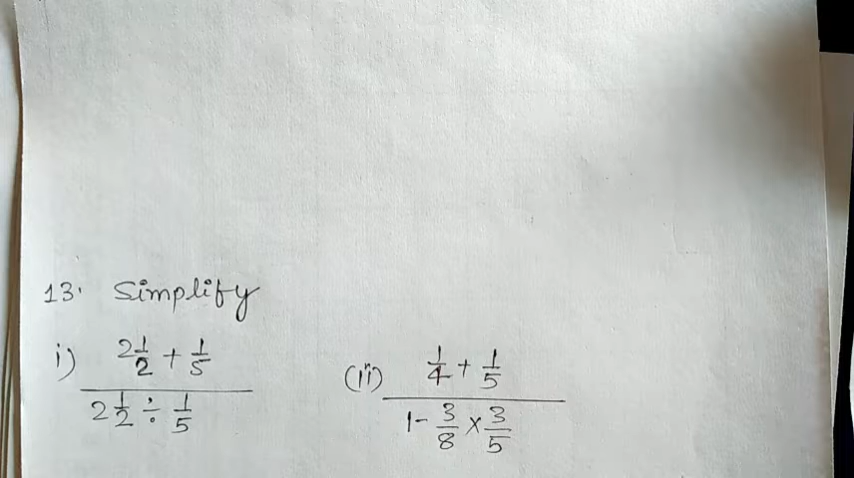 13. Simplify
i) 2 1/2 + 1/5 (ii) 1/4 + 1/5
2 1/2 ÷ 1/5 1 - 3/8 × 3/5